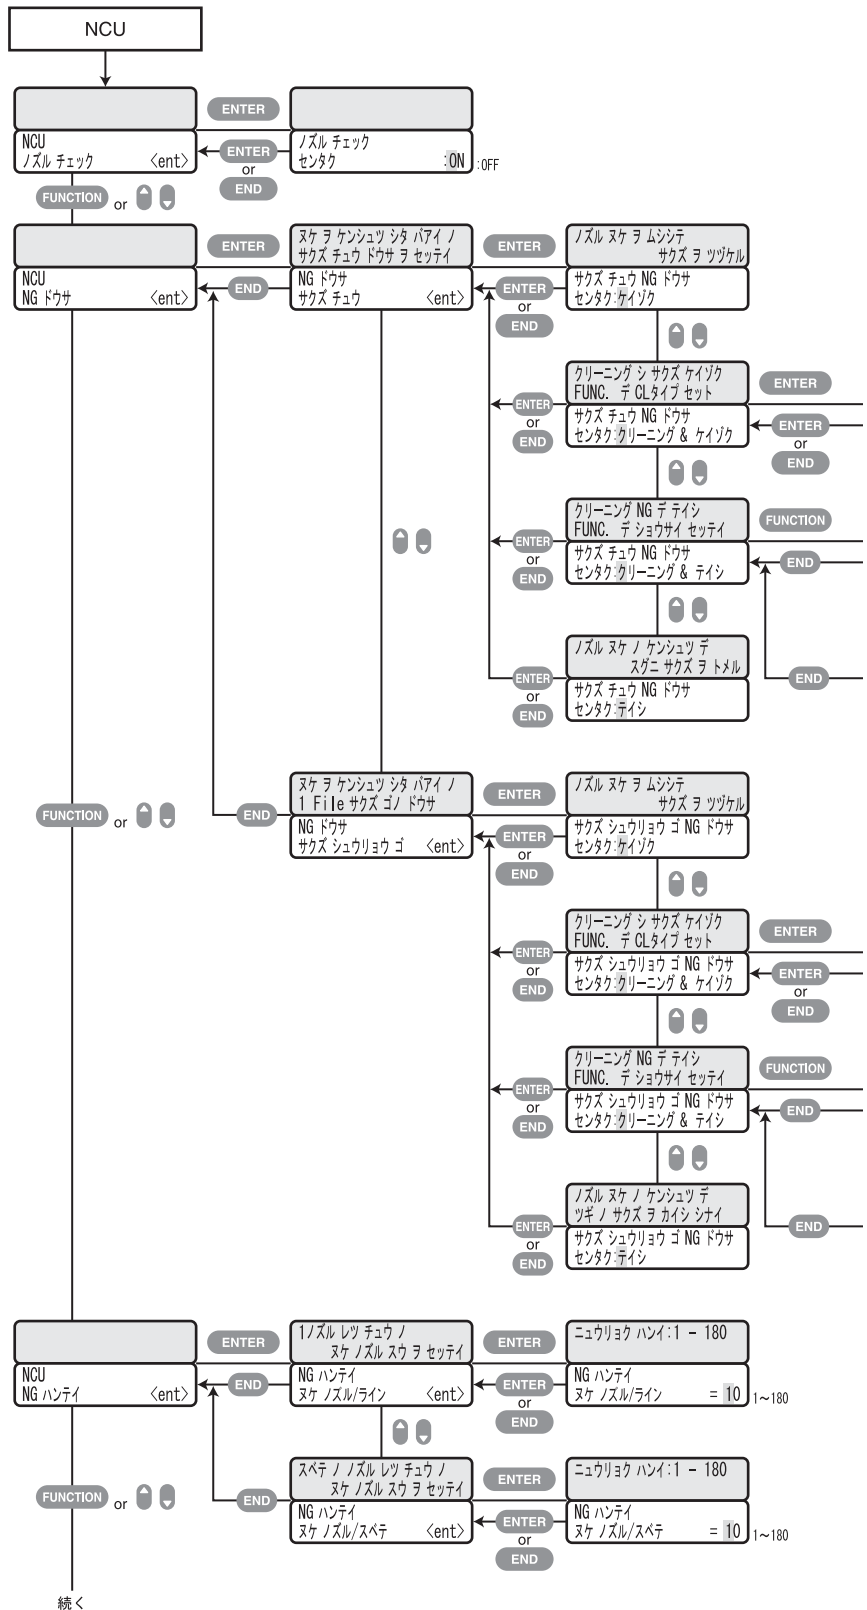 NCU
ENTER
NCU
ノズル チェック <ent>
ENTER
or
END
ノズル チェック
センタク :ON :OFF
FUNCTION or
ENTER
ヌケ ヲ ケンシュツ シタ バアイ ノ
サクズ チュウ ドウサ ヲ セッテイ
ENTER
ノズル ヌケ ヲ ムシシテ
サクズ ヲ ツヅケル
NCU
NG ドウサ <ent>
END
NG ドウサ
サクズ チュウ <ent>
ENTER
or
END
サクズ チュウ NG ドウサ
センタク:ケイゾク
クリーニング シ サクズ ケイゾク
FUNC. デ CLタイプ セット
ENTER
ENTER
or
END
サクズ チュウ NG ドウサ
センタク:クリーニング & ケイゾク
ENTER
or
END
クリーニング NG デ テイシ
FUNC. デ ショウサイ セッテイ
FUNCTION
ENTER
or
END
サクズ チュウ NG ドウサ
センタク:クリーニング & テイシ
END
ノズル ヌケ ノ ケンシュツ デ
スグニ サクズ ヲ トメル
ENTER
or
END
サクズ チュウ NG ドウサ
センタク:テイシ
END
FUNCTION or
END
ヌケ ヲ ケンシュツ シタ バアイ ノ
1 File サクズ ゴノ ドウサ
ENTER
ノズル ヌケ ヲ ムシシテ
サクズ ヲ ツヅケル
NG ドウサ
サクズ シュウリョウ ゴ <ent>
ENTER
or
END
サクズ シュウリョウ ゴ NG ドウサ
センタク:ケイゾク
クリーニング シ サクズ ケイゾク
FUNC. デ CLタイプ セット
ENTER
ENTER
or
END
サクズ シュウリョウ ゴ NG ドウサ
センタク:クリーニング & ケイゾク
ENTER
or
END
クリーニング NG デ テイシ
FUNC. デ ショウサイ セッテイ
FUNCTION
ENTER
or
END
サクズ シュウリョウ ゴ NG ドウサ
センタク:クリーニング & テイシ
END
ノズル ヌケ ノ ケンシュツ デ
ツギ ノ サクズ ヲ カイシ シナイ
ENTER
or
END
サクズ シュウリョウ ゴ NG ドウサ
センタク:テイシ
END
ENTER
1ノズル レツ チュウ ノ
ヌケ ノズル スウ ヲ セッテイ
ENTER
ニュウリョク ハンイ:1 - 180
NCU
NG ハンテイ <ent>
END
NG ハンテイ
ヌケ ノズル/ライン <ent>
ENTER
or
END
NG ハンテイ
ヌケ ノズル/ライン = 10 1~180
FUNCTION or
END
スベテ ノ ノズル レツ チュウ ノ
ヌケ ノズル スウ ヲ セッテイ
ENTER
ニュウリョク ハンイ:1 - 180
NG ハンテイ
ヌケ ノズル/スベテ <ent>
ENTER
or
END
NG ハンテイ
ヌケ ノズル/スベテ = 10 1~180
続く